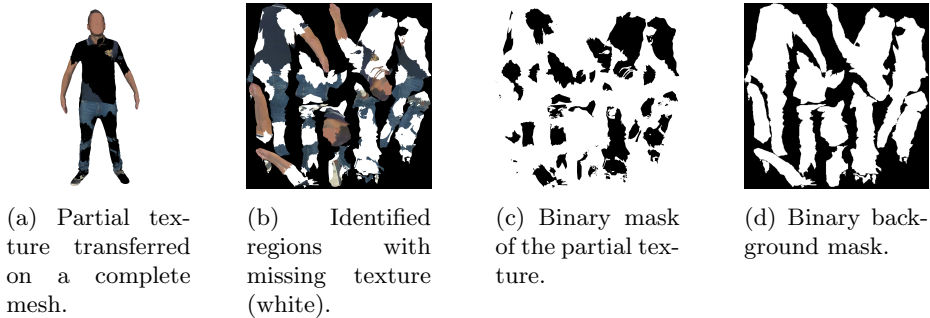 (a) Partial tex-
ture transferred
on a complete
mesh.
(b) Identified
regions with
missing texture
(white).
(c) Binary mask
of the partial tex-
ture.
(d) Binary back-
ground mask.